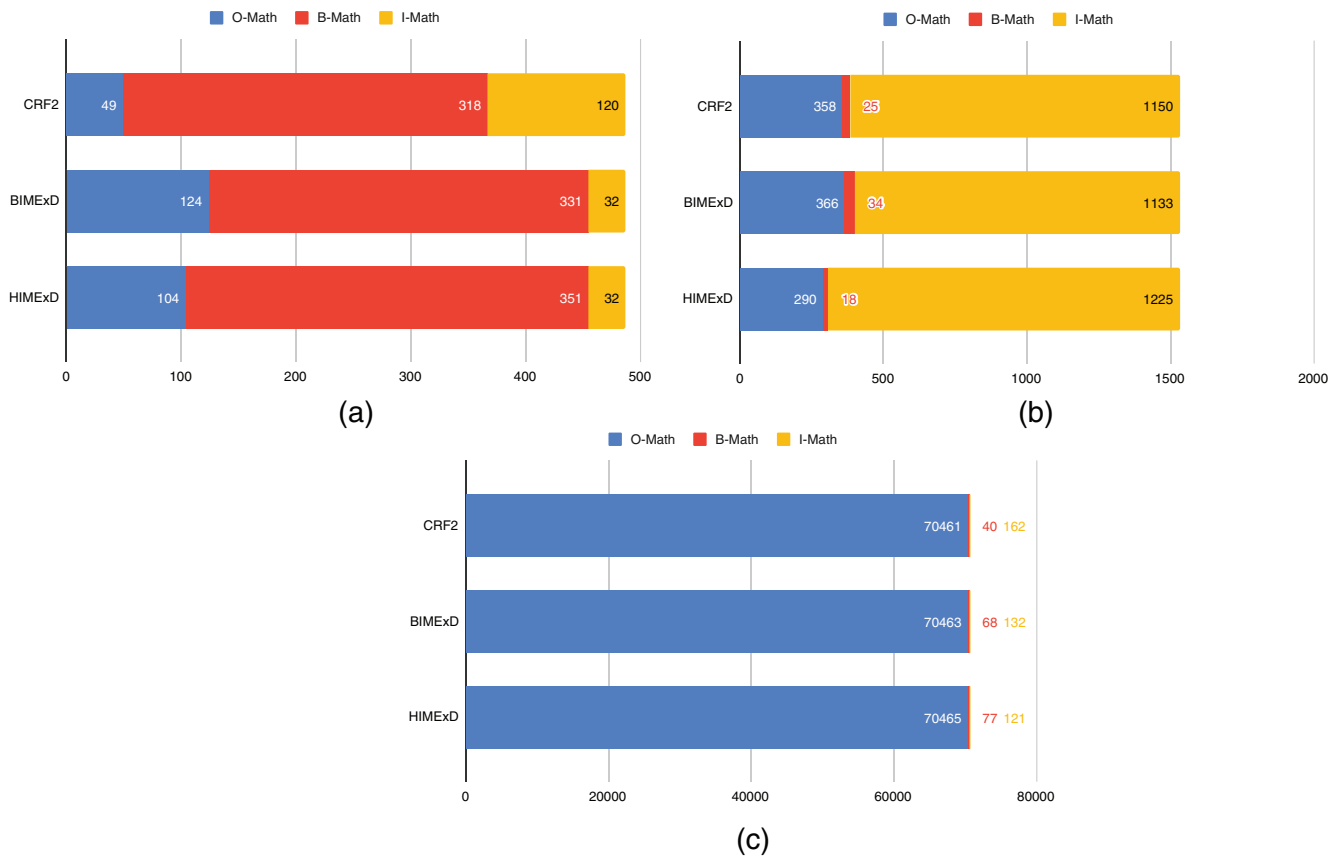 O-Math B-Math I-Math
CRF2 49 318 120
BIMExD 124 331 32
HIMExD 104 351 32
0 100 200 300 400 500
(a)
O-Math B-Math I-Math
CRF2 358 25 1150
BIMExD 366 34 1133
HIMExD 290 18 1225
0 500 1000 1500 2000
(b)
O-Math B-Math I-Math
CRF2 70461 40 162
BIMExD 70463 68 132
HIMExD 70465 77 121
0 20000 40000 60000 80000
(c)